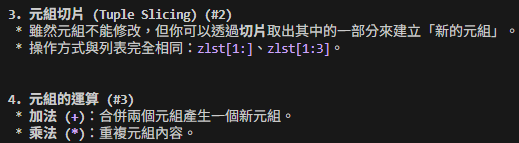 3. 元組切片 (Tuple Slicing) (#2)
* 雖然元組不能修改，但你可以透過切片取出其中的一部分來建立「新的元組」。
* 操作方式與列表完全相同：zlst[1:]、zlst[1:3]。
4. 元組的運算 (#3)
* 加法 (+)：合併兩個元組產生一個新元組。
* 乘法 (*)：重複元組內容。